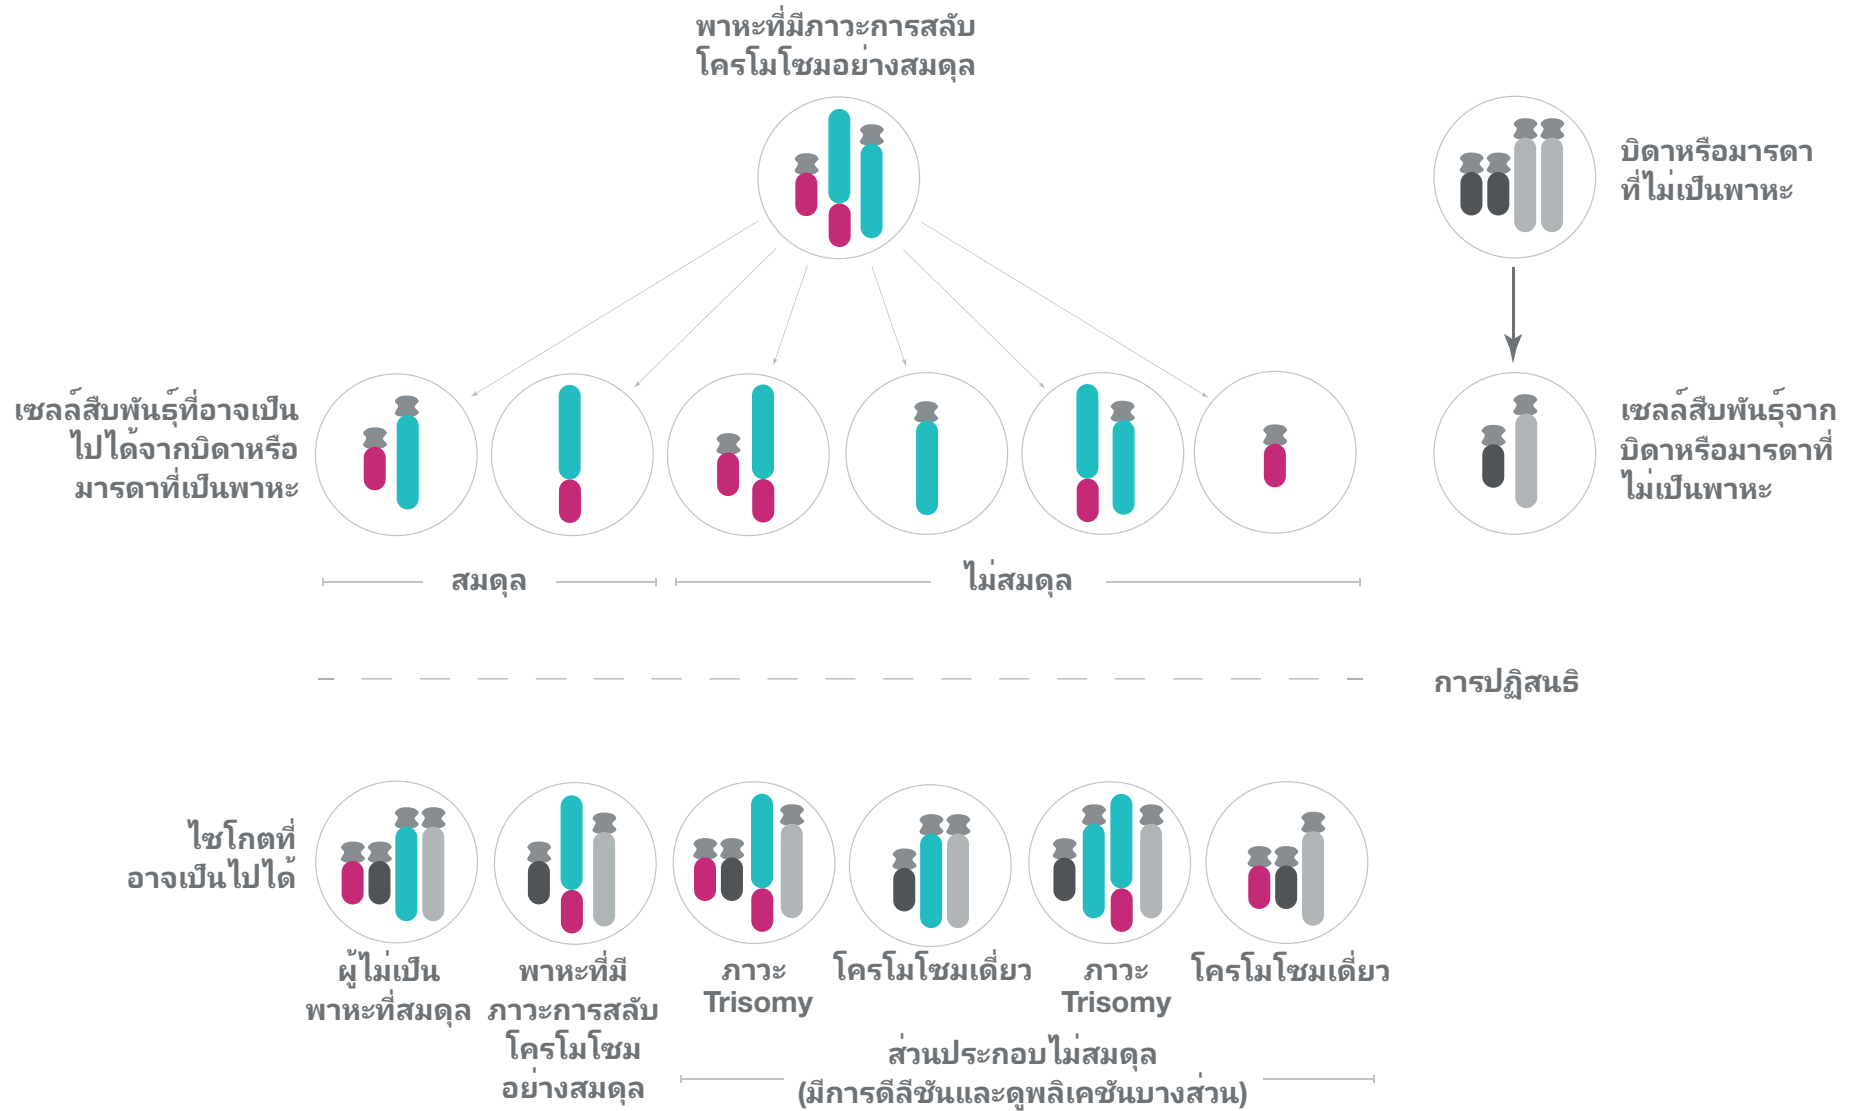 พาหะที่มีภาวะการสลับ
โครโมโซมอย่างสมดุล
บิดาหรือมารดา
ที่ไม่เป็นพาหะ
เซลล์สืบพันธุ์ที่อาจเป็น
ไปได้จากบิดาหรือ
มารดาที่เป็นพาหะ
เซลล์สืบพันธุ์จาก
บิดาหรือมารดาที่
ไม่เป็นพาหะ
สมดุล
ไม่สมดุล
การปฏิสนธิ
ไซโกตที่
อาจเป็นไปได้
ผู้ไม่เป็น
พาหะที่สมดุล
พาหะที่มี
ภาวะการสลับ
โครโมโซม
อย่างสมดุล
ภาวะ
Trisomy
โครโมโซมเดี่ยว
ภาวะ
Trisomy
โครโมโซมเดี่ยว
ส่วนประกอบไม่สมดุล
(มีการดีลีชันและดูพลิเคชันบางส่วน)